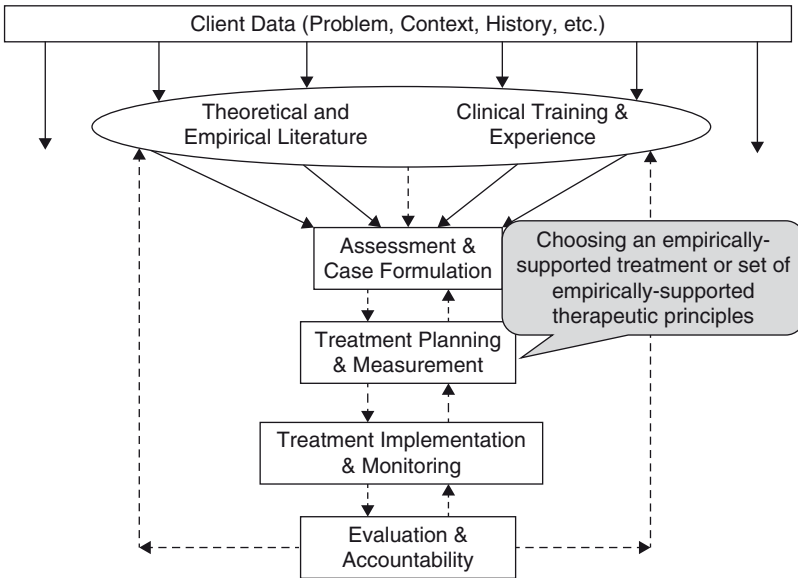 Client Data (Problem, Context, History, etc.)
Theoretical and
Empirical Literature
Clinical Training &
Experience
Assessment &
Case Formulation
Choosing an empirically-
supported treatment or set of
empirically-supported
therapeutic principles
Treatment Planning
& Measurement
Treatment Implementation
& Monitoring
Evaluation &
Accountability